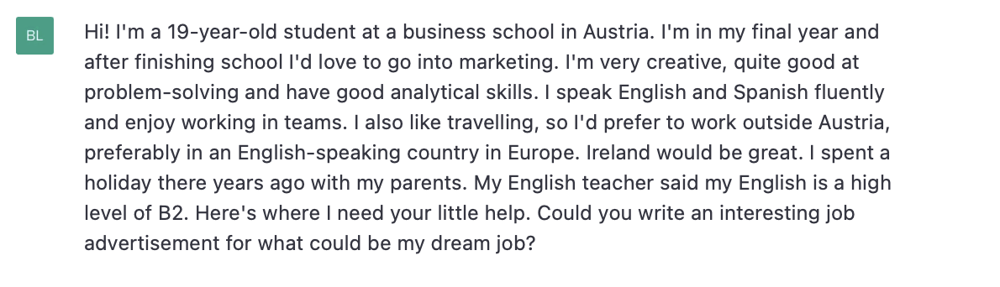 BL
Hi! I'm a 19-year-old student at a business school in Austria. I'm in my final year and
after finishing school I'd love to go into marketing. I'm very creative, quite good at
problem-solving and have good analytical skills. I speak English and Spanish fluently
and enjoy working in teams. I also like travelling, so I'd prefer to work outside Austria,
preferably in an English-speaking country in Europe. Ireland would be great. I spent a
holiday there years ago with my parents. My English teacher said my English is a high
level of B2. Here's where I need your little help. Could you write an interesting job
advertisement for what could be my dream job?